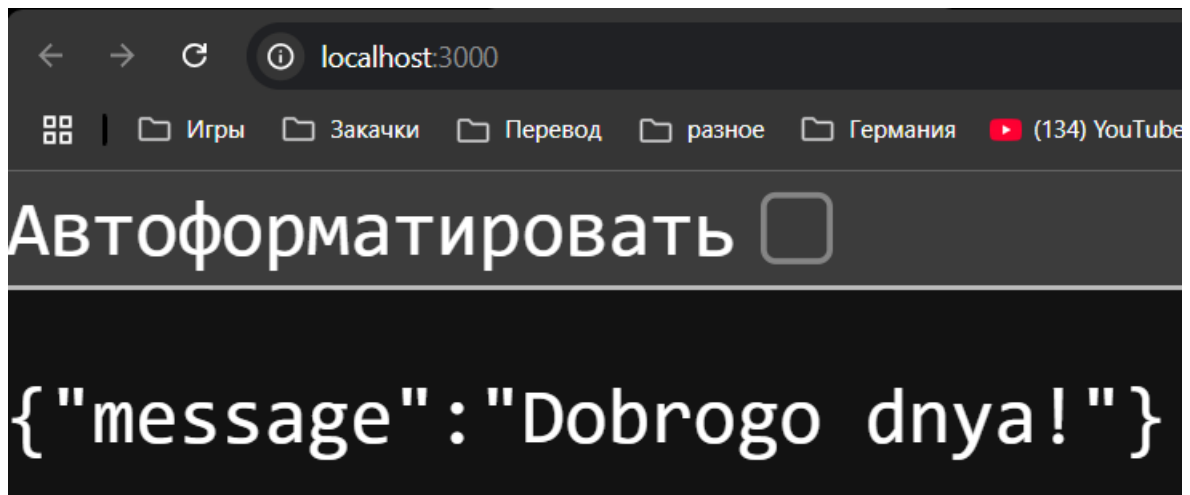 localhost:3000
Игры Закачки Перевод разное Германия (134) YouTube
Автоформатировать
{"message":"Dobrogo dnya!"}